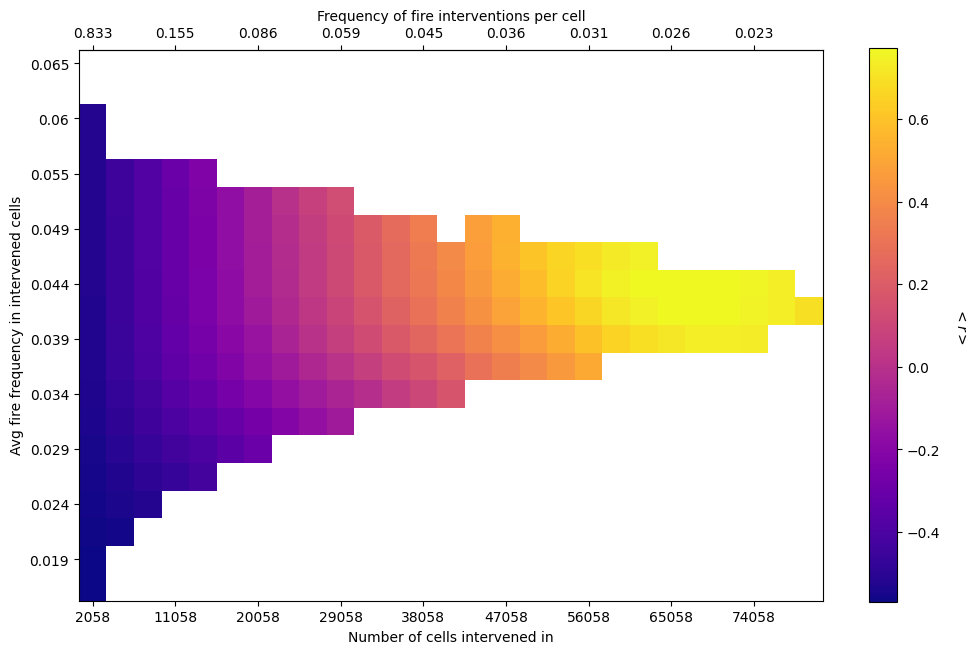 Frequency of fire interventions per cell
0.833 0.155 0.086 0.059 0.045 0.036 0.031 0.026 0.023
Avg fire frequency in intervened cells
0.065
0.06
0.055
0.049
0.044
0.039
0.034
0.029
0.024
0.019
2058 11058 20058 29058 38058 47058 56058 65058 74058
Number of cells intervened in
0.6
0.4
0.2
0.0
−0.2
−0.4
< r >